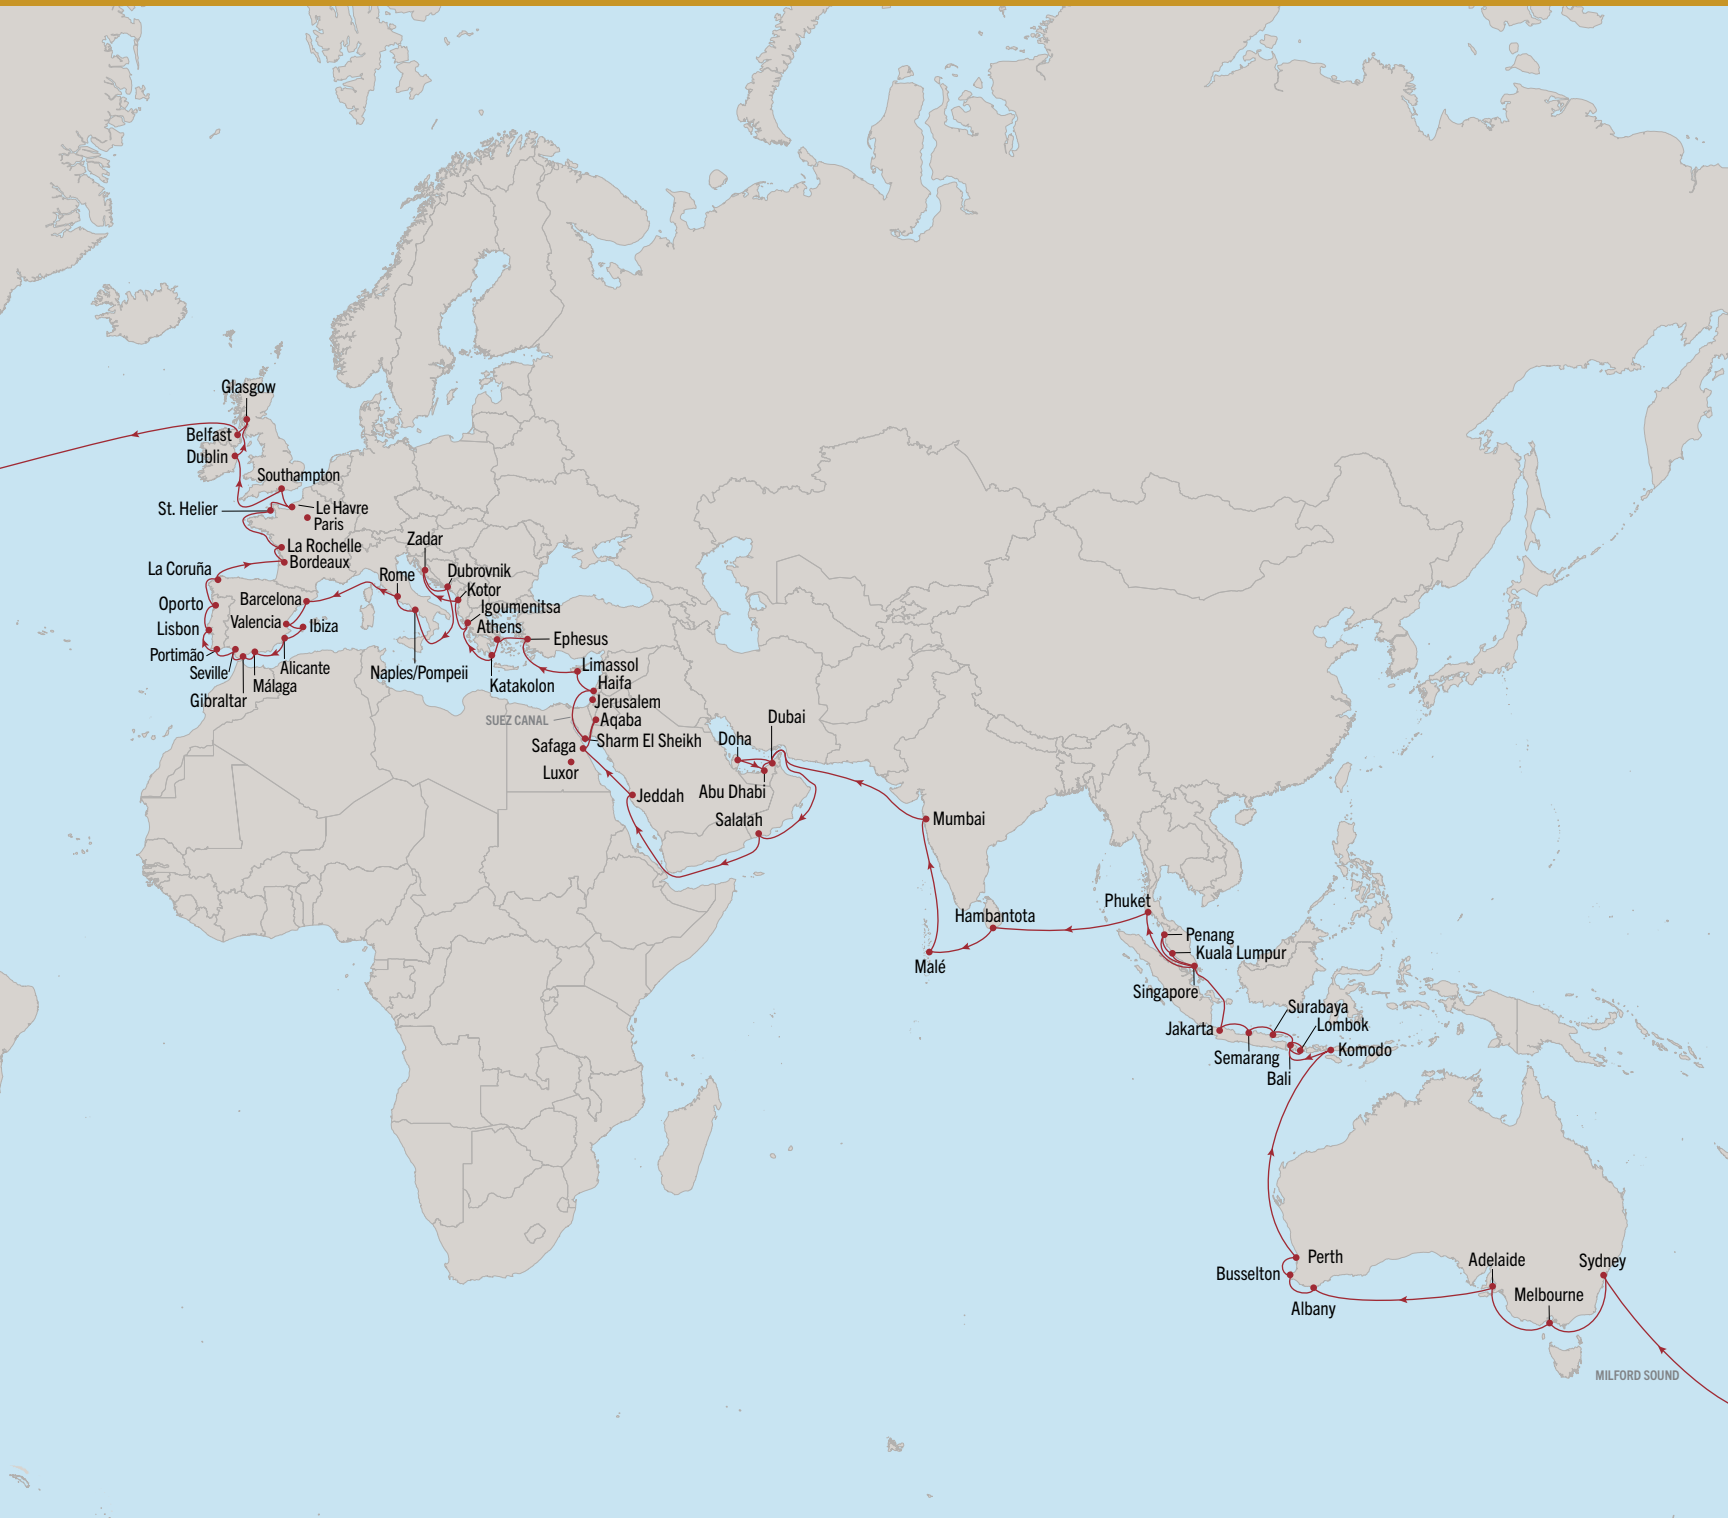 Glasgow
Belfast
Dublin
Southampton
St. Helier
Le Havre
Paris
La Rochelle
Bordeaux
La Coruña
Zadar
Rome
Dubrovnik
Kotor
Oporto
Barcelona
Igoumenitsa
Valencia
Ibiza
Lisbon
Athens
Ephesus
Portimão
Seville
Alicante
Limassol
Naples/Pompeii
Málaga
Katakolon
Haifa
Gibraltar
Jerusalem
SUEZ CANAL
Aqaba
Dubai
Doha
Sharm El Sheikh
Safaga
Luxor
Abu Dhabi
Jeddah
Salalah
Mumbai
Phuket
Hambantota
Penang
Kuala Lumpur
Malé
Singapore
Surabaya
Jakarta
Lombok
Semarang
Komodo
Bali
Perth
Adelaide
Sydney
Busselton
Melbourne
Albany
MILFORD SOUND